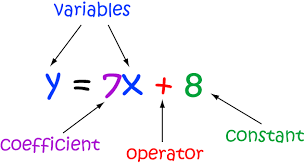 variables
y = 7x + 8
coefficient
operator
constant